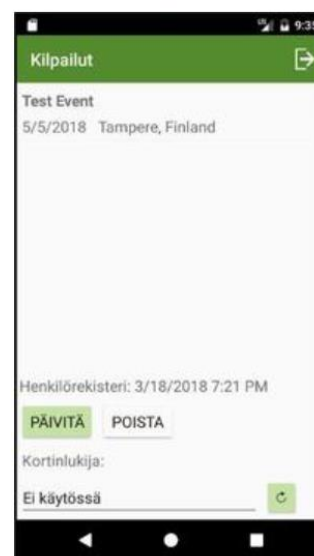 9:35
Kilpailut
Test Event
5/5/2018 Tampere, Finland
Henkilörekisteri: 3/18/2018 7:21 PM
PÄIVITÄ POISTA
Kortinlukija:
Ei käytössä